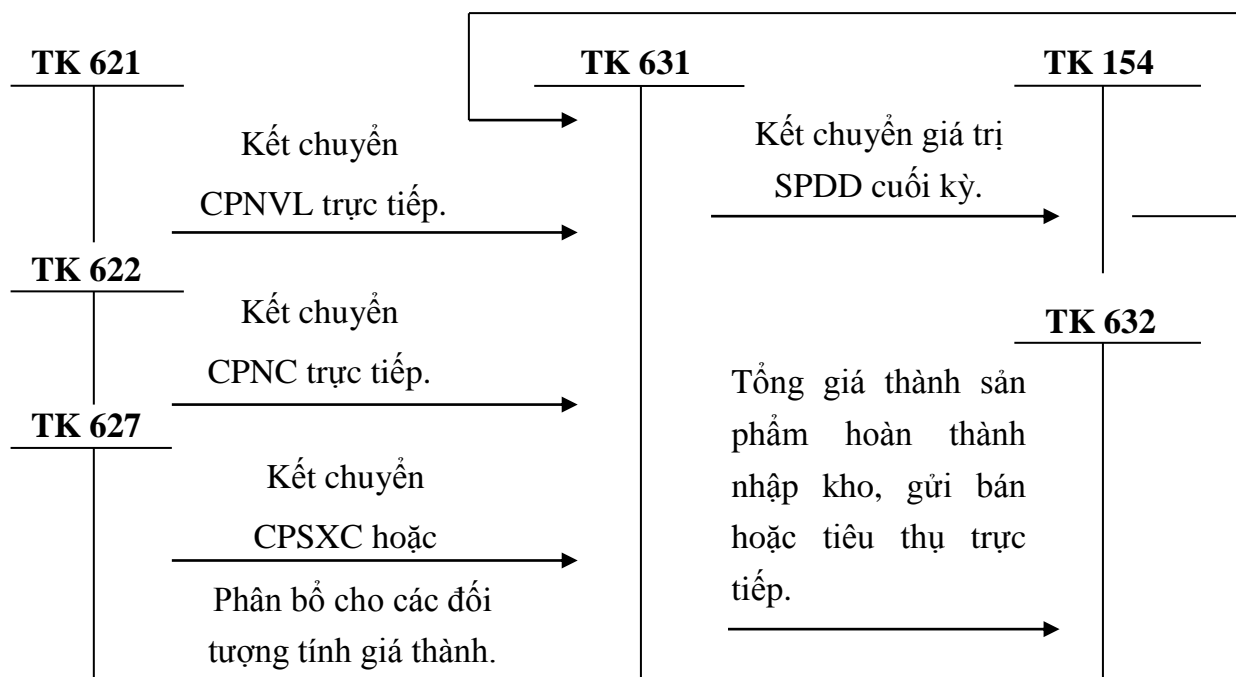 TK 621
TK 631
TK 154
Kết chuyển
CPNVL trực tiếp.
Kết chuyển giá trị
SPDD cuối kỳ.
TK 622
Kết chuyển
CPNC trực tiếp.
TK 632
TK 627
Kết chuyển
CPSXC hoặc
Phân bổ cho các đối
tượng tính giá thành.
Tổng giá thành sản
phẩm hoàn thành
nhập kho, gửi bán
hoặc tiêu thụ trực
tiếp.